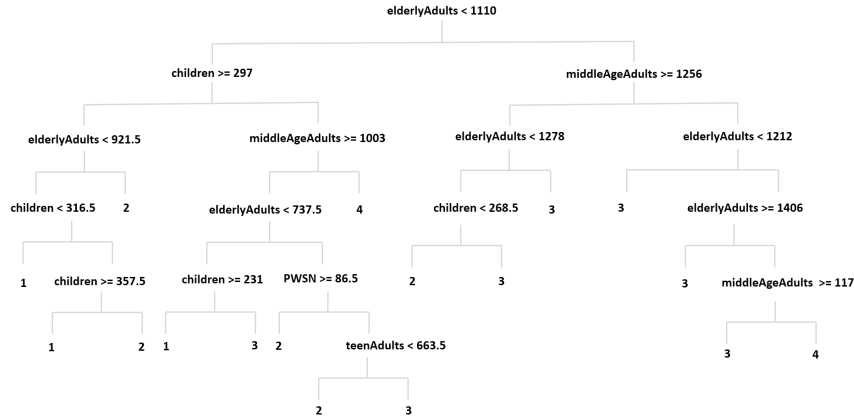 elderlyAdults < 1110
children >= 297
middleAgeAdults >= 1256
elderlyAdults < 921.5
middleAgeAdults >= 1003
elderlyAdults < 1278
elderlyAdults < 1212
children < 316.5
2
elderlyAdults < 737.5
4
children < 268.5
3
3
elderlyAdults >= 1406
1
children >= 357.5
children >= 231
PWSN >= 86.5
2
3
3
middleAgeAdults >= 117
1
2
1
3
2
teenAdults < 663.5
3
4
2
3